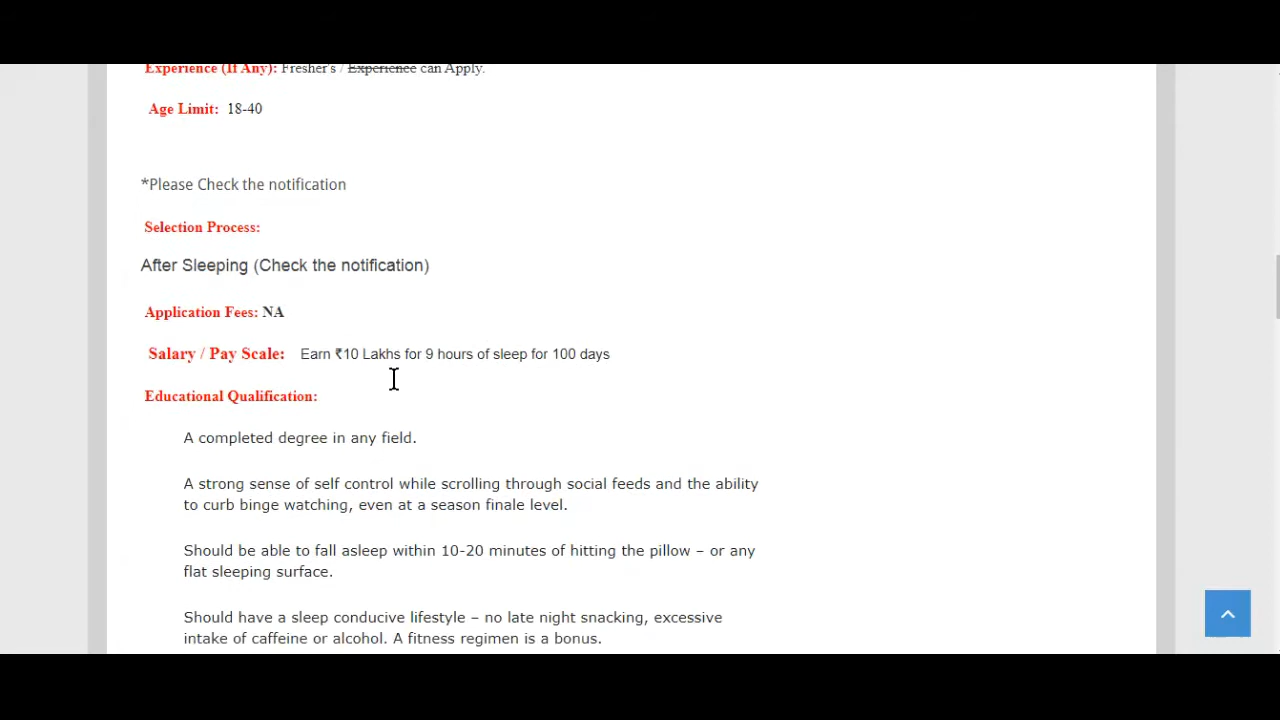 Experience (If Any): Fresher's / Experience can Apply.
Age Limit: 18-40
*Please Check the notification
Selection Process:
After Sleeping (Check the notification)
Application Fees: NA
Salary / Pay Scale: Earn ₹10 Lakhs for 9 hours of sleep for 100 days
Educational Qualification:
A completed degree in any field.
A strong sense of self control while scrolling through social feeds and the ability
to curb binge watching, even at a season finale level.
Should be able to fall asleep within 10-20 minutes of hitting the pillow – or any
flat sleeping surface.
Should have a sleep conducive lifestyle – no late night snacking, excessive
intake of caffeine or alcohol. A fitness regimen is a bonus.